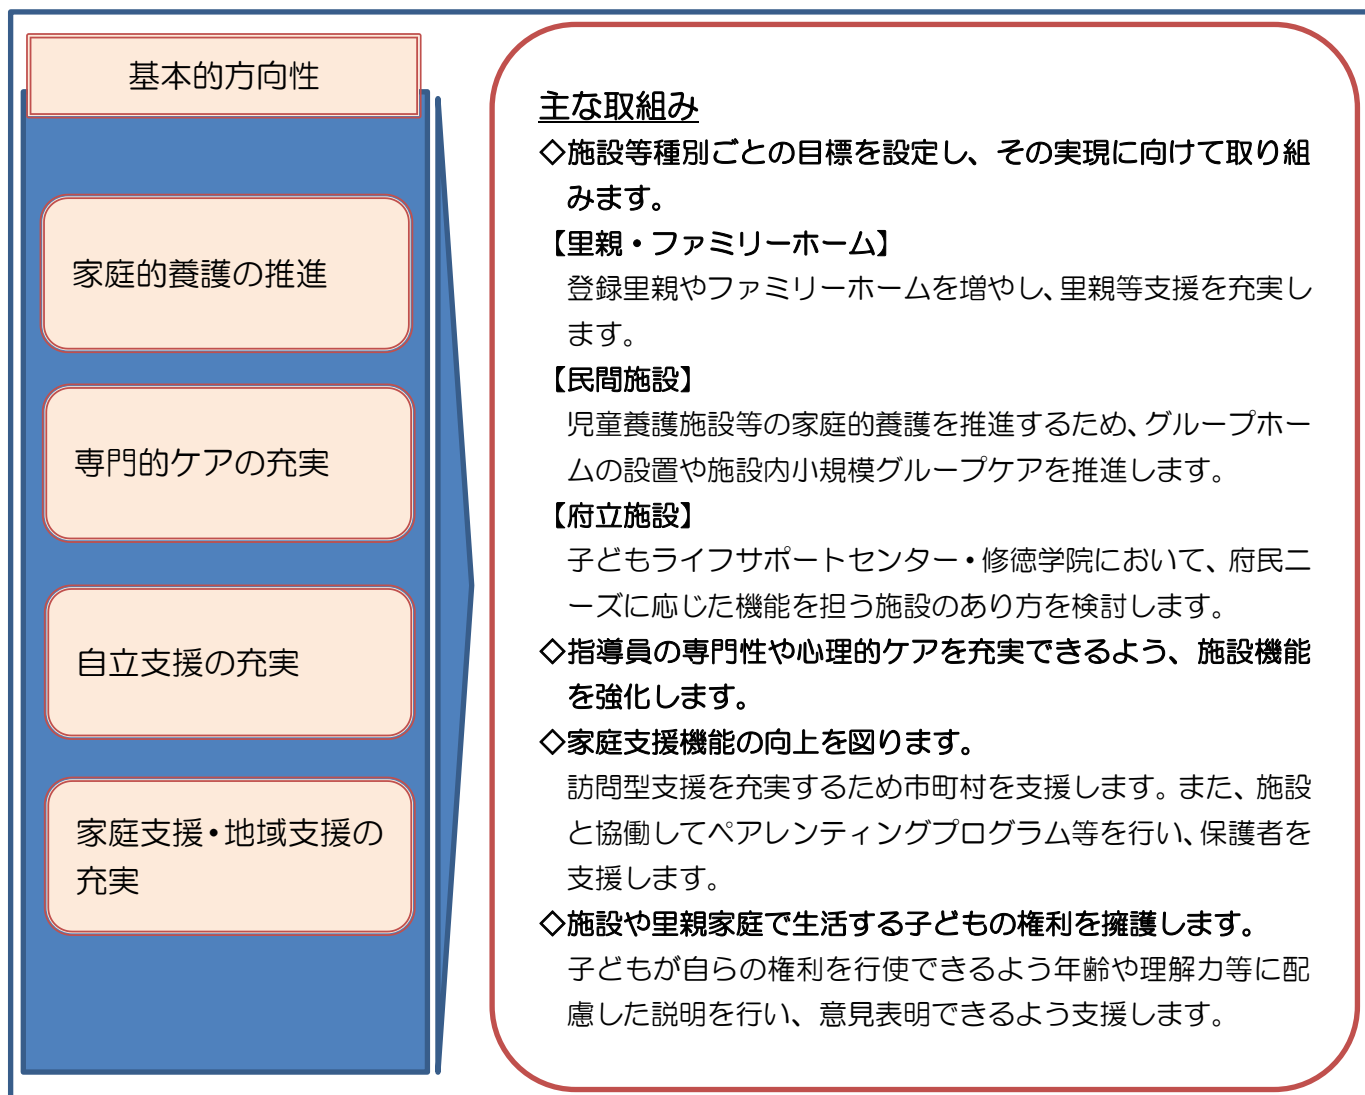 基本的方向性
家庭的養護の推進
専門的ケアの充実
自立支援の充実
家庭支援・地域支援の
充実
主な取組み
◇施設等種別ごとの目標を設定し、その実現に向けて取り組
みます。
【里親・ファミリーホーム】
登録里親やファミリーホームを増やし、里親等支援を充実し
ます。
【民間施設】
児童養護施設等の家庭的養護を推進するため、グループホー
ムの設置や施設内小規模グループケアを推進します。
【府立施設】
子どもライフサポートセンター・修徳学院において、府民ニ
ーズに応じた機能を担う施設のあり方を検討します。
◇指導員の専門性や心理的ケアを充実できるよう、施設機能
を強化します。
◇家庭支援機能の向上を図ります。
訪問型支援を充実するため市町村を支援します。また、施設
と協働してペアレンティングプログラム等を行い、保護者を
支援します。
◇施設や里親家庭で生活する子どもの権利を擁護します。
子どもが自らの権利を行使できるよう年齢や理解力等に配
慮した説明を行い、意見表明できるよう支援します。